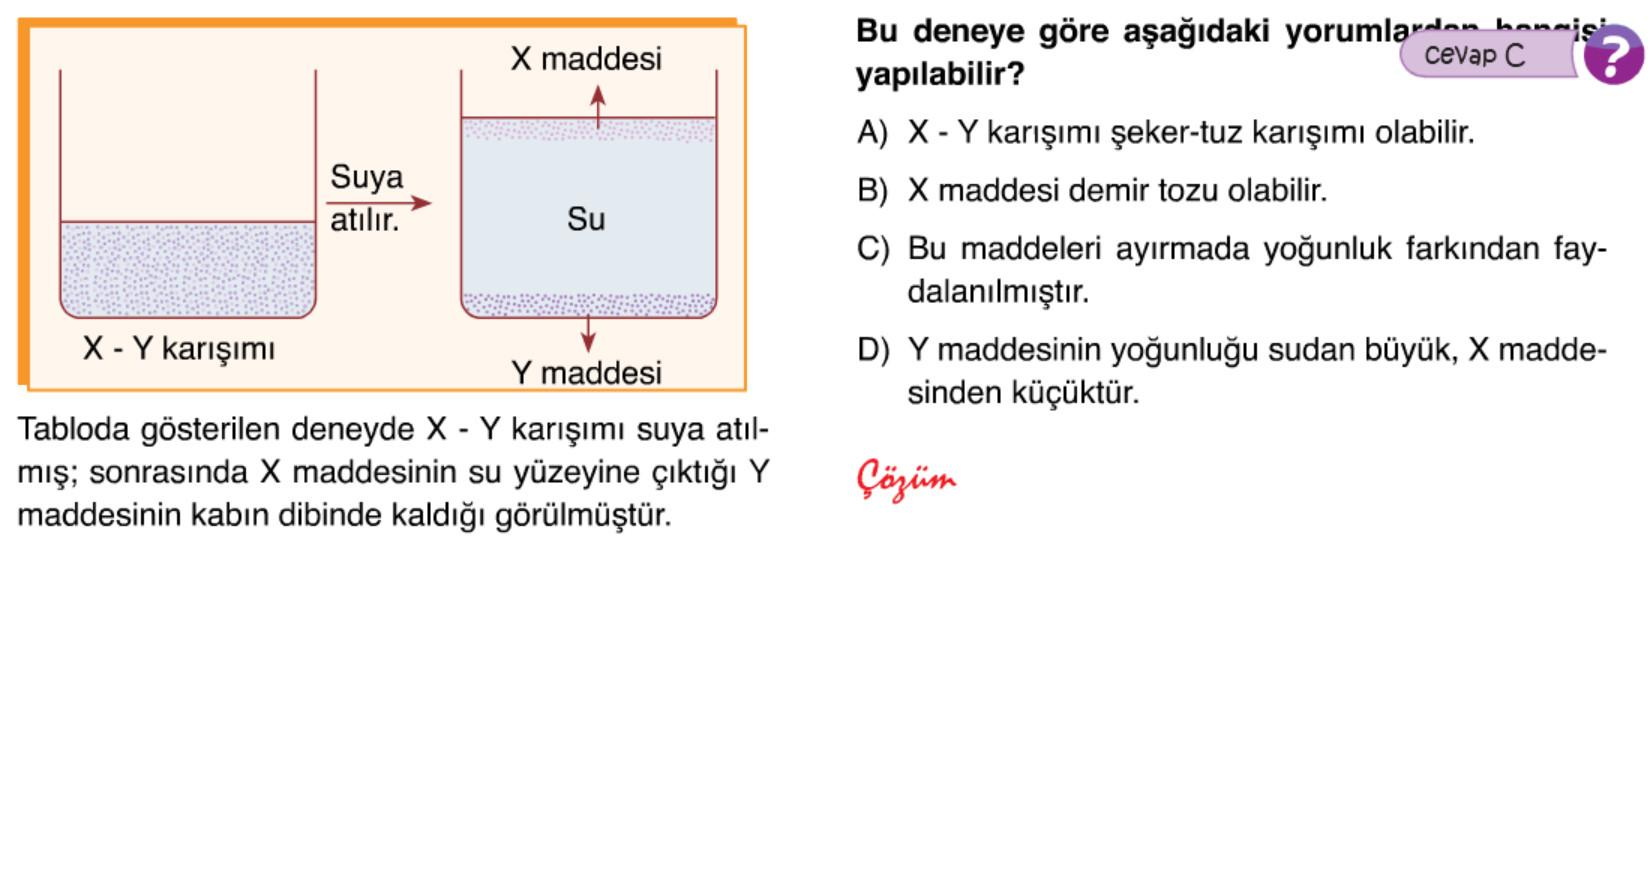 X maddesi
Suya
atılır.
Su
X - Y karışımı
Y maddesi
Tabloda gösterilen deneyde X - Y karışımı suya atıl-
mış; sonrasında X maddesinin su yüzeyine çıktığı Y
maddesinin kabın dibinde kaldığı görülmüştür.
Bu deneye göre aşağıdaki yorumlardan hangisi
yapılabilir?
cevap C
?
A) X - Y karışımı şeker-tuz karışımı olabilir.
B) X maddesi demir tozu olabilir.
C) Bu maddeleri ayırmada yoğunluk farkından fay-
dalanılmıştır.
D) Y maddesinin yoğunluğu sudan büyük, X madde-
sinden küçüktür.
Çözüm